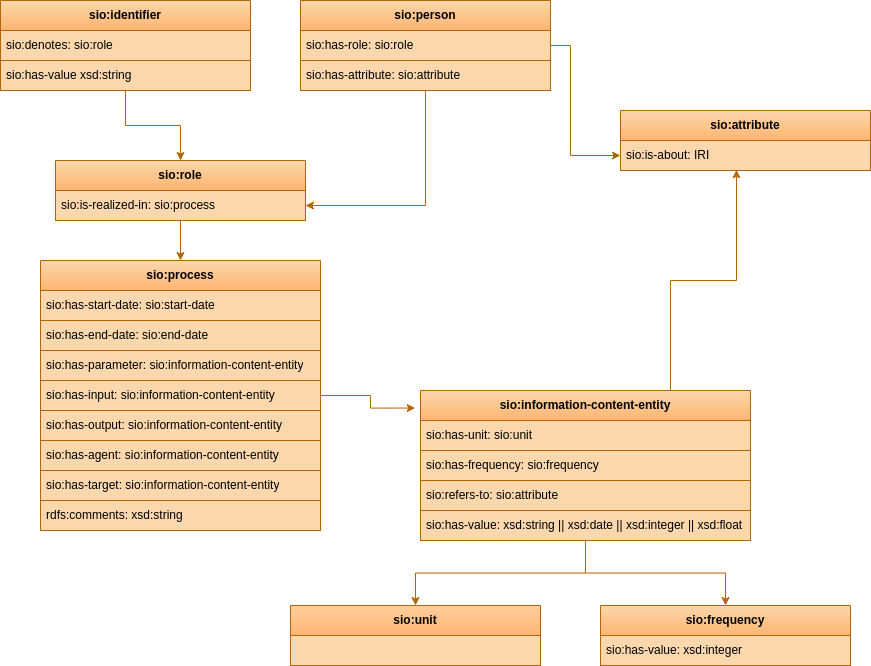 sio:identifier
sio:denotes: sio:role
sio:has-value xsd:string
sio:person
sio:has-role: sio:role
sio:has-attribute: sio:attribute
sio:attribute
sio:is-about: IRI
sio:role
sio:is-realized-in: sio:process
sio:process
sio:has-start-date: sio:start-date
sio:has-end-date: sio:end-date
sio:has-parameter: sio:information-content-entity
sio:has-input: sio:information-content-entity
sio:has-output: sio:information-content-entity
sio:has-agent: sio:information-content-entity
sio:has-target: sio:information-content-entity
rdfs:comments: xsd:string
sio:information-content-entity
sio:has-unit: sio:unit
sio:has-frequency: sio:frequency
sio:refers-to: sio:attribute
sio:has-value: xsd:string || xsd:date || xsd:integer || xsd:float
sio:unit
sio:frequency
sio:has-value: xsd:integer